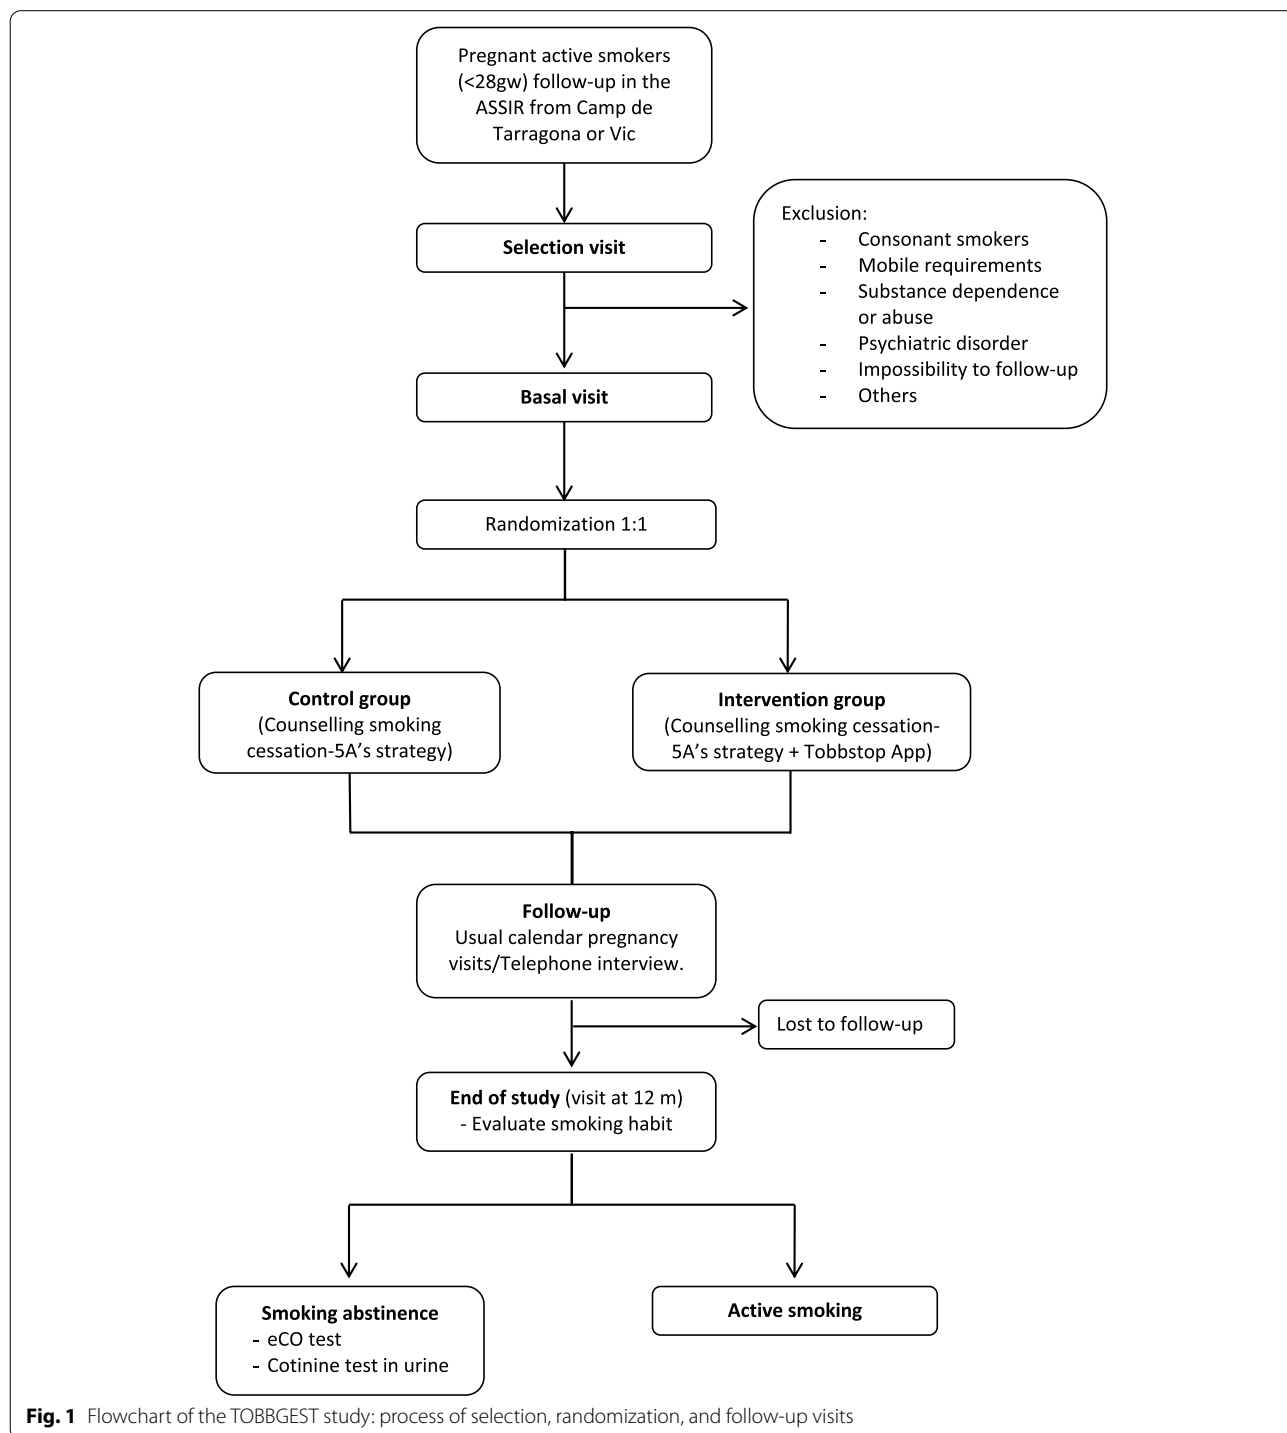 Pregnant active smokers
(<28gw) follow-up in the
ASSIR from Camp de
Tarragona or Vic
Selection visit
Exclusion:
- Consonant smokers
- Mobile requirements
- Substance dependence
or abuse
- Psychiatric disorder
- Impossibility to follow-up
- Others
Basal visit
Randomization 1:1
Control group
(Counselling smoking
cessation-5A’s strategy)
Intervention group
(Counselling smoking cessation-
5A’s strategy + Tobbstop App)
Follow-up
Usual calendar pregnancy
visits/Telephone interview.
Lost to follow-up
End of study (visit at 12 m)
- Evaluate smoking habit
Smoking abstinence
- eCO test
- Cotinine test in urine
Active smoking
Fig. 1 Flowchart of the TOBBGEST study: process of selection, randomization, and follow-up visits